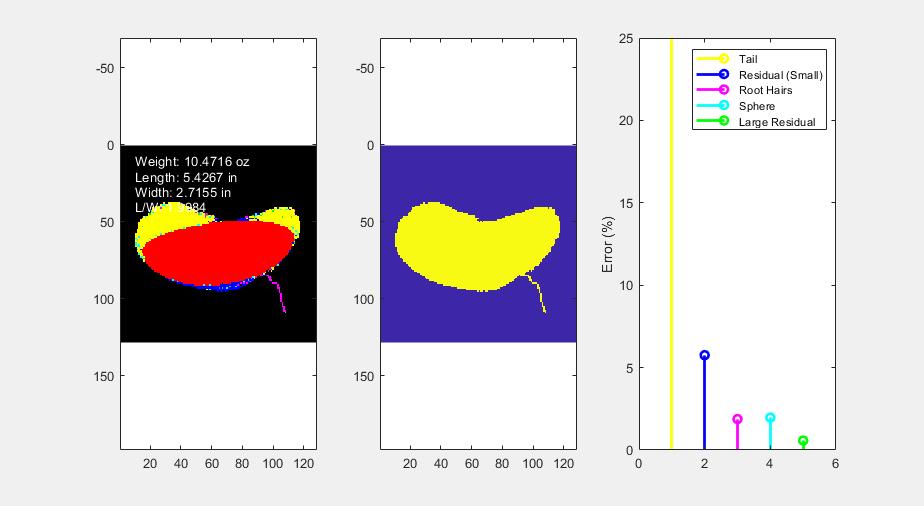 -50
0
50
100
150
20 40 60 80 100 120
Weight: 10.4716 oz
Length: 5.4267 in
Width: 2.7155 in
-50
0
50
100
150
20 40 60 80 100 120
Error (%)
25
20
15
10
5
0
0 2 4 6
Tail
Residual (Small)
Root Hairs
Sphere
Large Residual